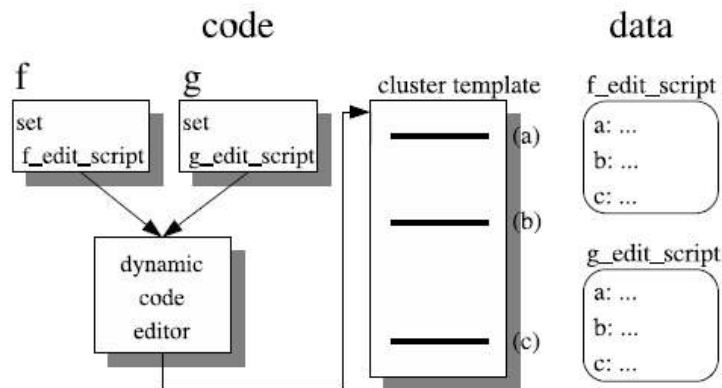 code
data
f
g
cluster template
f_edit_script
set
f_edit_script
set
g_edit_script
(a)
a: ...
b: ...
c: ...
(b)
dynamic
code
editor
g_edit_script
a: ...
b: ...
c: ...
(c)